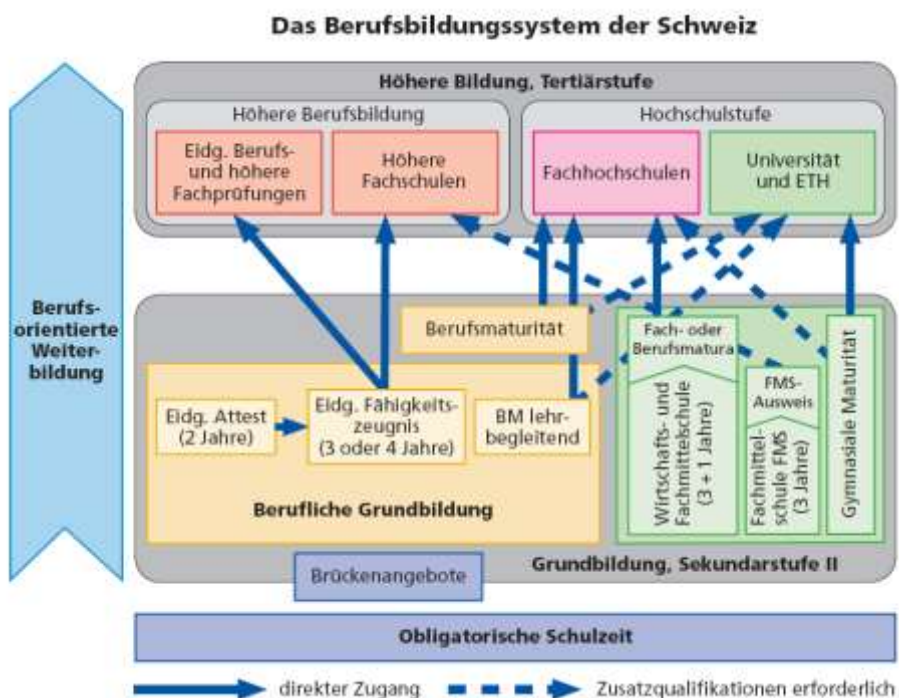 Das Berufsbildungssystem der Schweiz
Höhere Bildung, Tertiärstufe
Höhere Berufsbildung
Hochschulstufe
Eidg. Berufs-
und höhere
Fachprüfungen
Höhere
Fachschulen
Fachhochschulen
Universität
und ETH
Berufs-
orientierte
Weiter-
bildung
Berufsmaturität
Fach- oder
Berufsmatura
Eidg. Attest
(2 Jahre)
Eidg. Fähigkeits-
zeugnis
(3 oder 4 Jahre)
BM lehr-
begleitend
Wirtschafts- und
Fachmittelschule
(3 + 1 Jahre)
FMS-
Ausweis
Fachmittel-
schule FMS
(3 Jahre)
Gymnasiale Maturität
Berufliche Grundbildung
Grundbildung, Sekundarstufe II
Brückenangebote
Obligatorische Schulzeit
direkter Zugang
Zusatzqualifikationen erforderlich